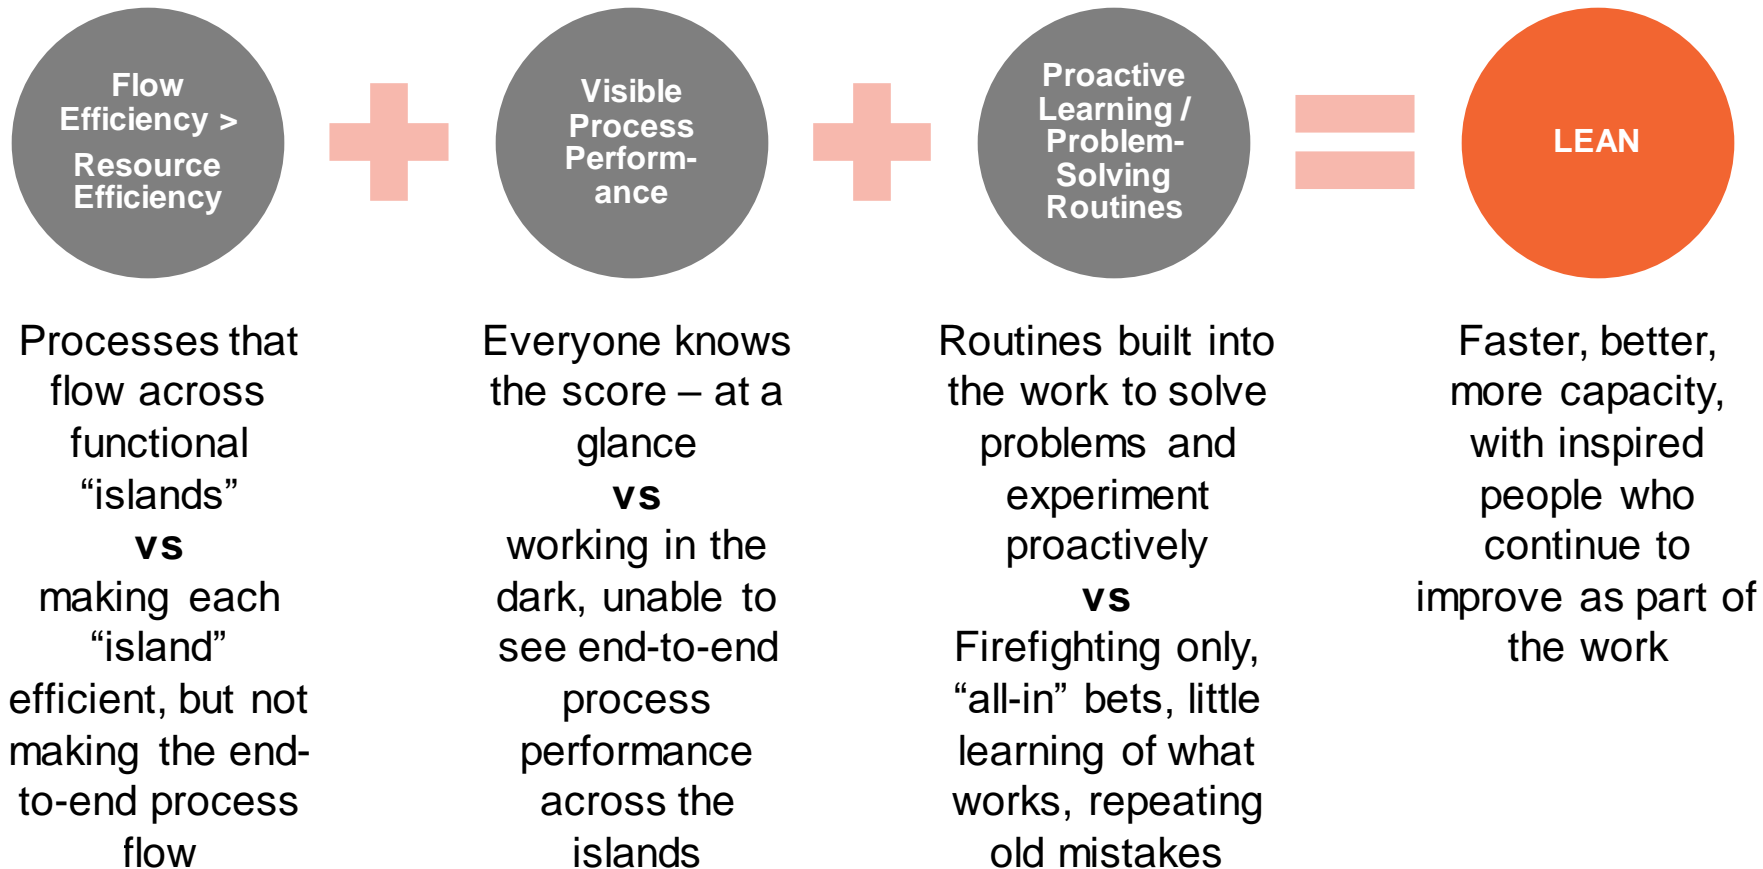 Flow
Efficiency >
Resource
Efficiency
Visible
Process
Perform-
ance
Proactive
Learning /
Problem-
Solving
Routines
LEAN
Processes that
flow across
functional
“islands”
vs
making each
“island”
efficient, but not
making the end-
to-end process
flow
Everyone knows
the score – at a
glance
vs
working in the
dark, unable to
see end-to-end
process
performance
across the
islands
Routines built into
the work to solve
problems and
experiment
proactively
vs
Firefighting only,
“all-in” bets, little
learning of what
works, repeating
old mistakes
Faster, better,
more capacity,
with inspired
people who
continue to
improve as part of
the work